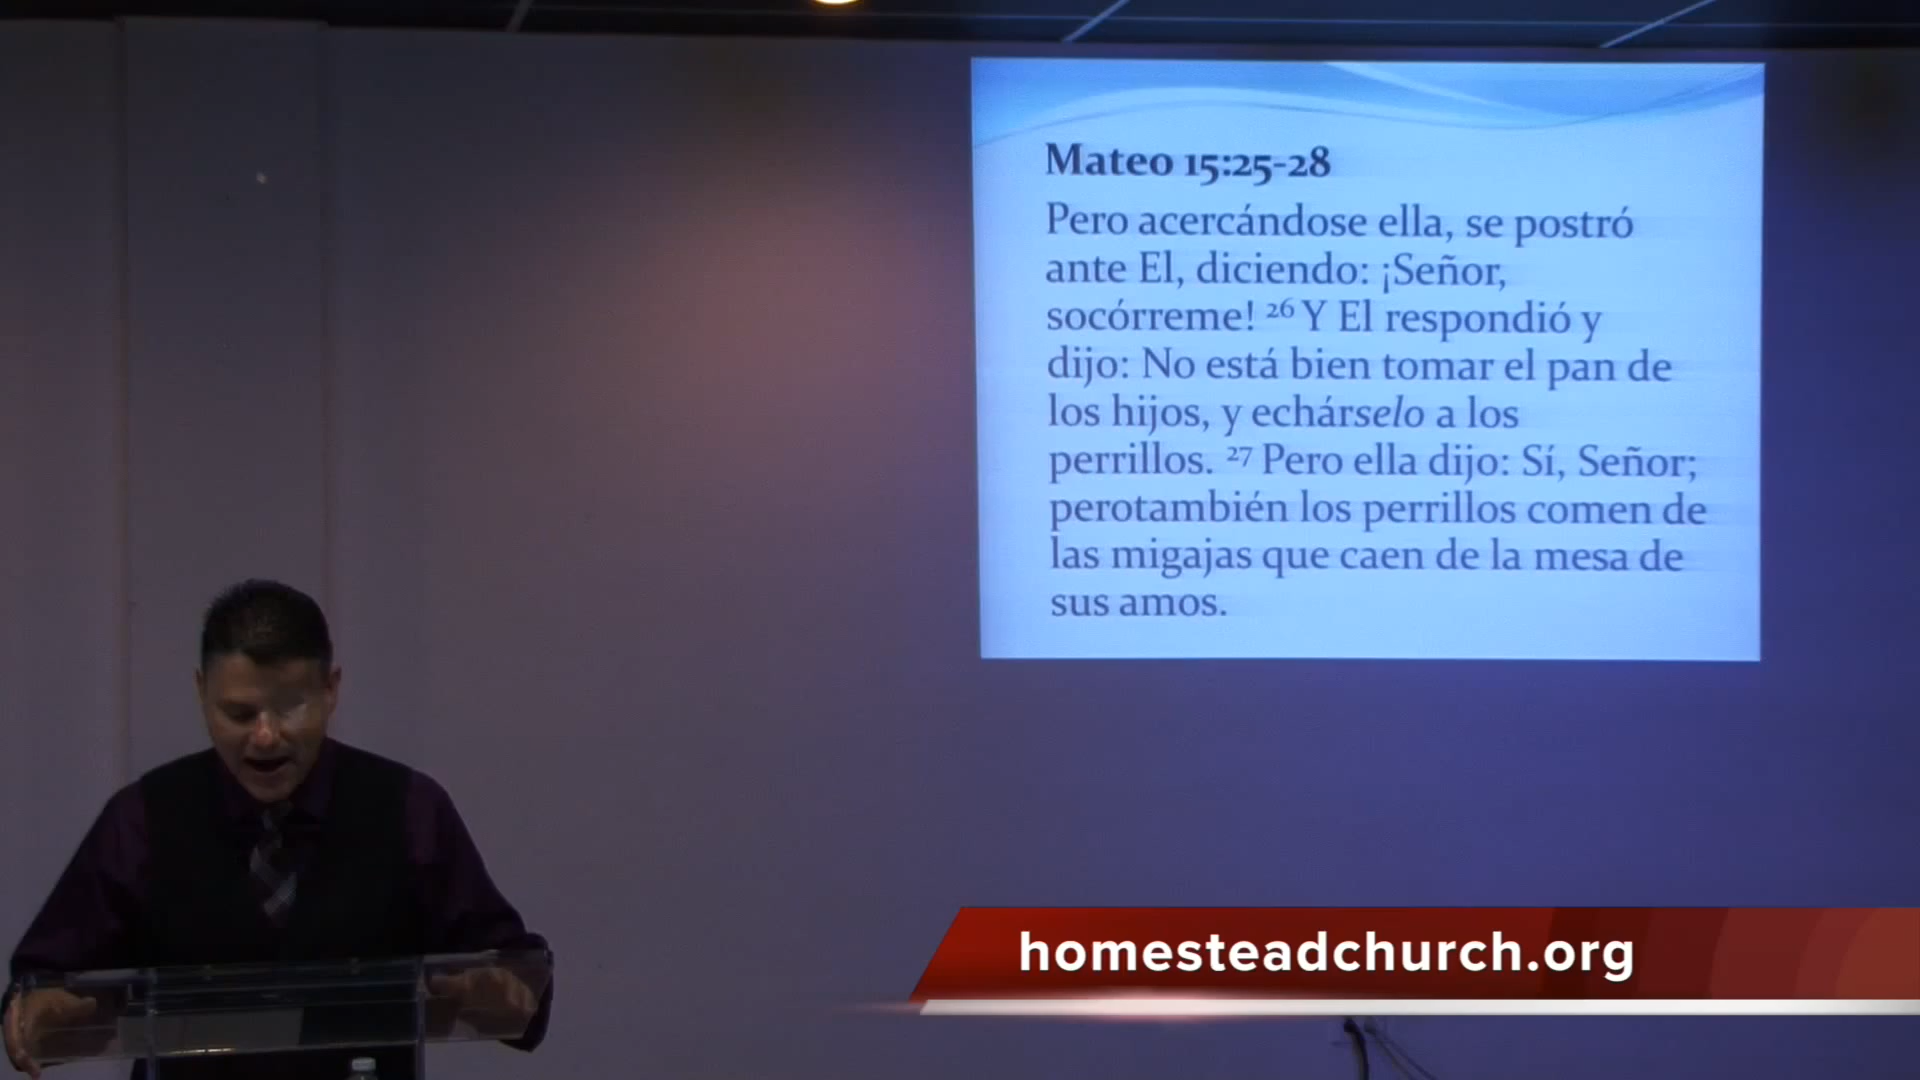 Mateo 15:25-28
Pero acercándose ella, se postró
ante El, diciendo: ¡Señor,
socórreme! 26 Y El respondió y
dijo: No está bien tomar el pan de
los hijos, y echárselo a los
perrillos. 27 Pero ella dijo: Sí, Señor;
perotambién los perrillos comen de
las migajas que caen de la mesa de
sus amos.
homesteadchurch.org